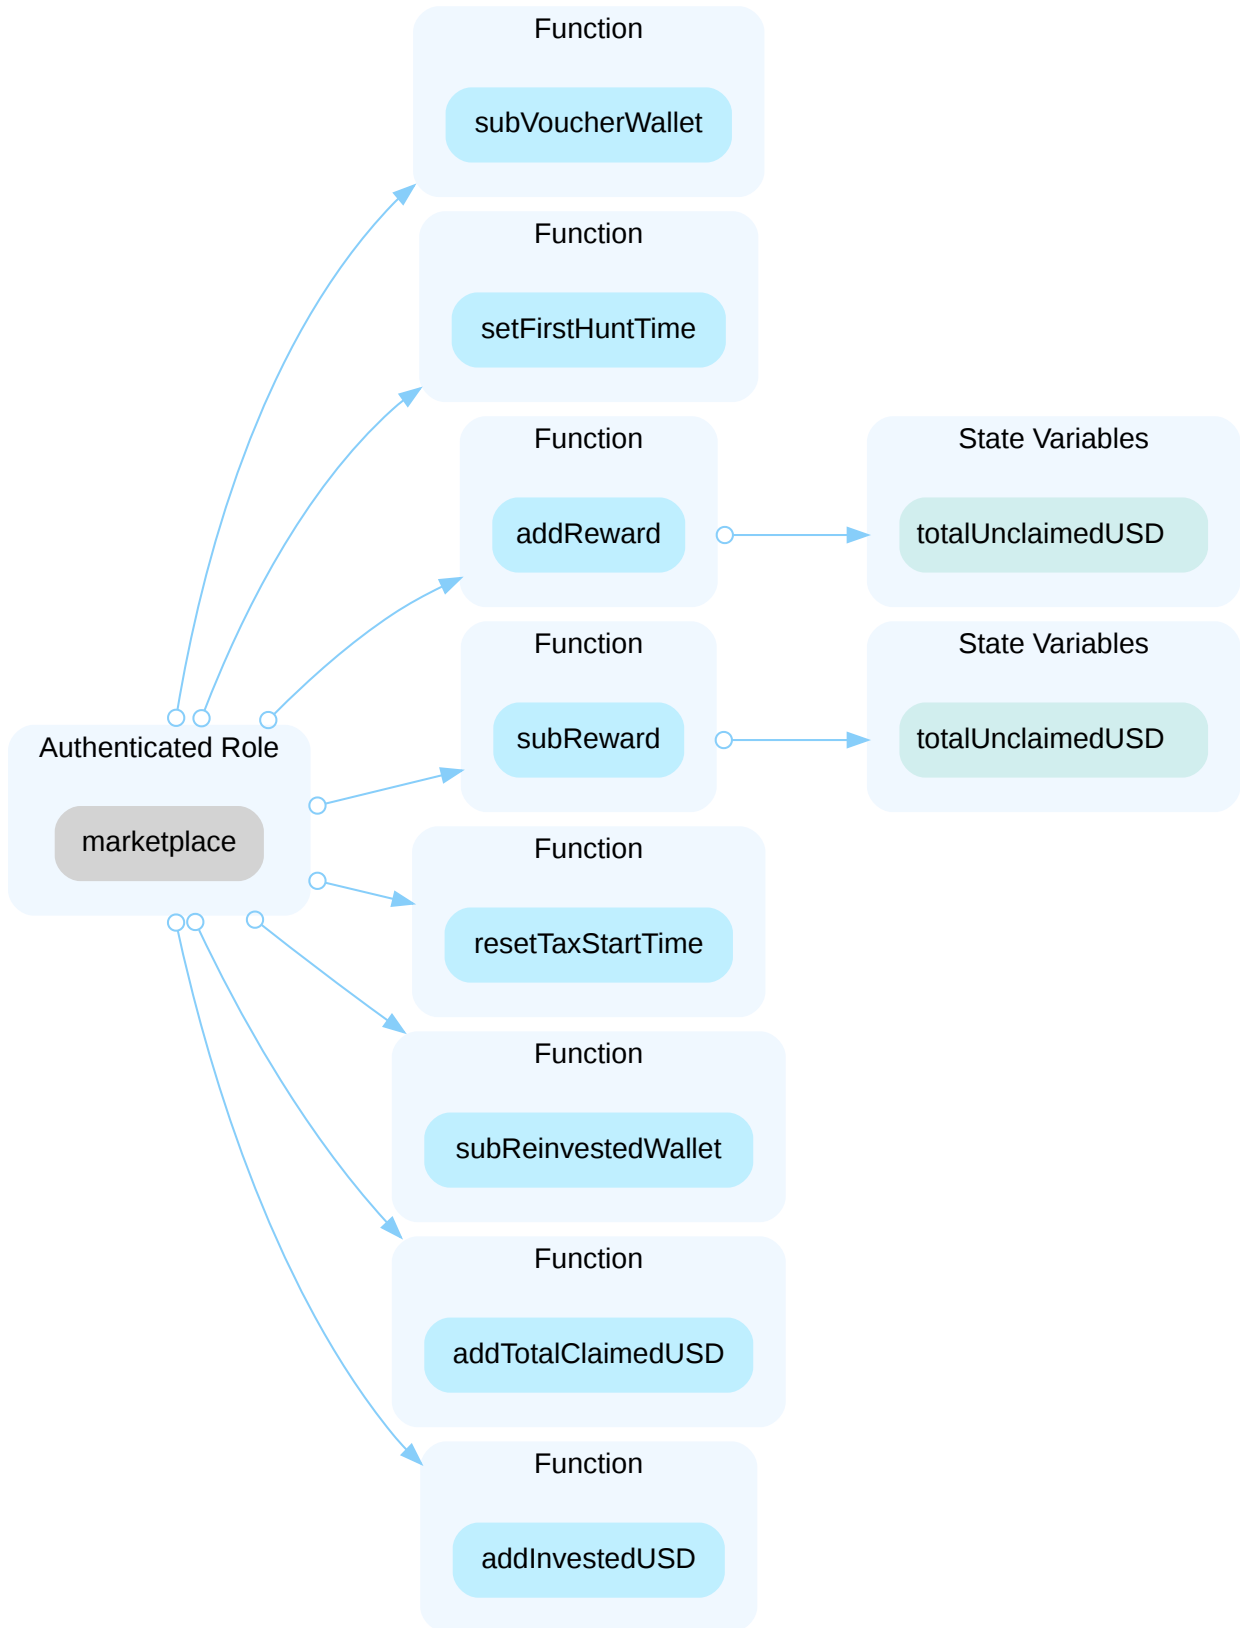 Function
subVoucherWallet
Function
setFirstHuntTime
Function
addReward
State Variables
totalUnclaimedUSD
Function
subReward
State Variables
totalUnclaimedUSD
Authenticated Role
marketplace
Function
resetTaxStartTime
Function
subReinvestedWallet
Function
addTotalClaimedUSD
Function
addInvestedUSD